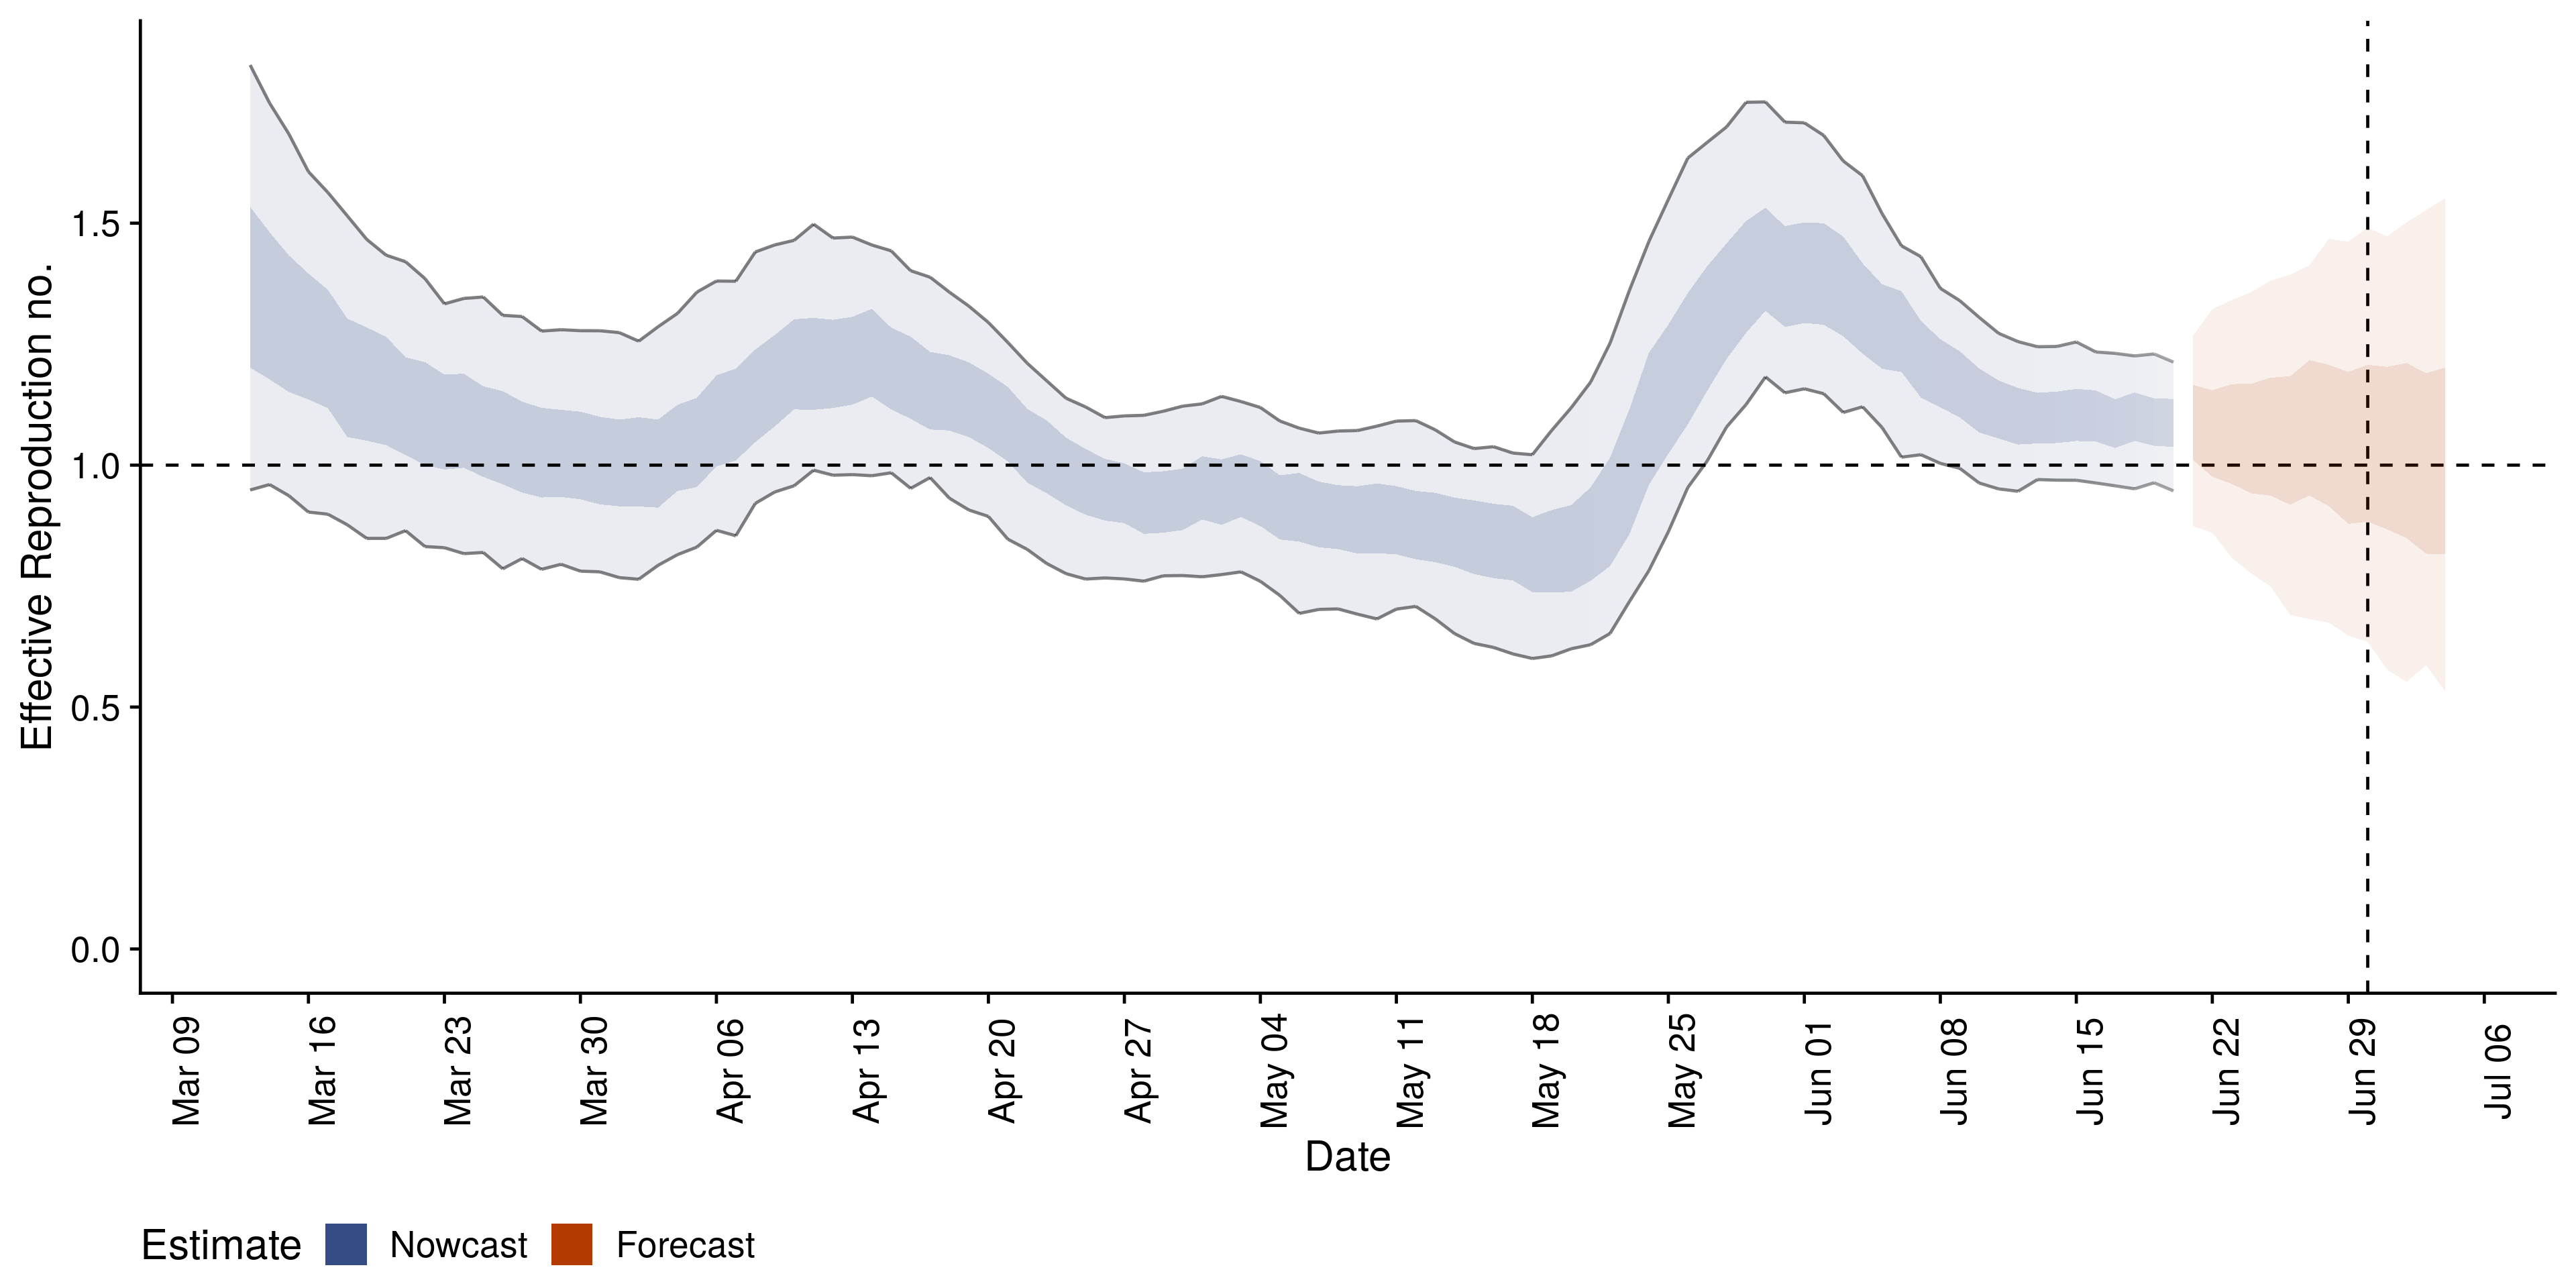 Effective Reproduction no.
1.5
1.0
0.5
0.0
Mar 09
Mar 16
Mar 23
Mar 30
Apr 06
Apr 13
Apr 20
Apr 27
May 04
May 11
May 18
May 25
Jun 01
Jun 08
Jun 15
Jun 22
Jun 29
Jul 06
Date
Estimate Nowcast Forecast